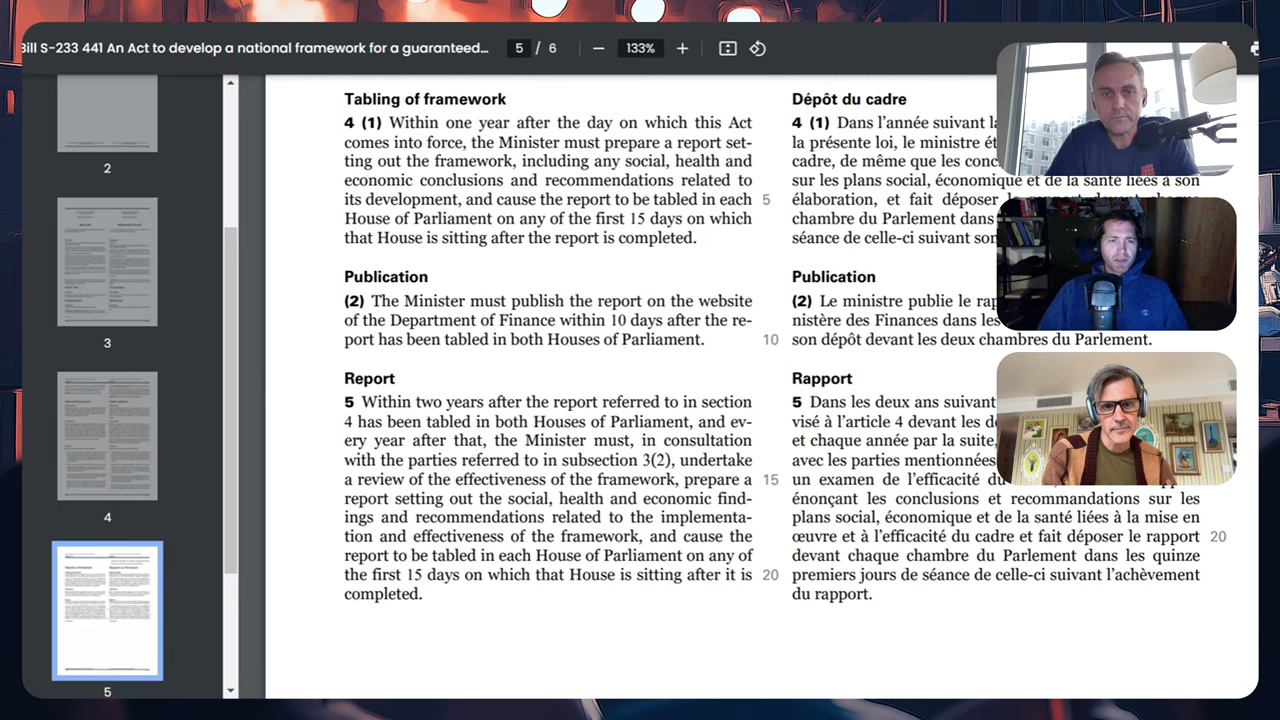 ill S-233 441 An Act to develop a national framework for a guaranteed... 5 / 6 133%
2
3
4
5
Tabling of framework
4 (1) Within one year after the day on which this Act
comes into force, the Minister must prepare a report set-
ting out the framework, including any social, health and
economic conclusions and recommendations related to
its development, and cause the report to be tabled in each 5
House of Parliament on any of the first 15 days on which
that House is sitting after the report is completed.
Publication
(2) The Minister must publish the report on the website
of the Department of Finance within 10 days after the re-
port has been tabled in both Houses of Parliament. 10
Report
5 Within two years after the report referred to in section
4 has been tabled in both Houses of Parliament, and ev-
ery year after that, the Minister must, in consultation
with the parties referred to in subsection 3(2), undertake
a review of the effectiveness of the framework, prepare a 15
report setting out the social, health and economic find-
ings and recommendations related to the implementa-
tion and effectiveness of the framework, and cause the
report to be tabled in each House of Parliament on any of
the first 15 days on which that House is sitting after it is 20
completed.
Dépôt du cadre
4 (1) Dans l'année suivant
la présente loi, le ministre
cadre, de même que les
sur les plans social, économique et de la santé liées à son
élaboration, et fait déposer
chambre du Parlement dans
séance de celle-ci suivant
Publication
(2) Le ministre publie le
nistère des Finances dans les
son dépôt devant les deux chambres du Parlement.
Rapport
5 Dans les deux ans suivant
visé à l'article 4 devant les
et chaque année par la suite,
avec les parties mentionnées
un examen de l'efficacité du
énonçant les conclusions et recommandations sur les
plans social, économique et de la santé liées à la mise en
œuvre et à l'efficacité du cadre et fait déposer le rapport 20
devant chaque chambre du Parlement dans les quinze
premiers jours de séance de celle-ci suivant l'achèvement
du rapport.